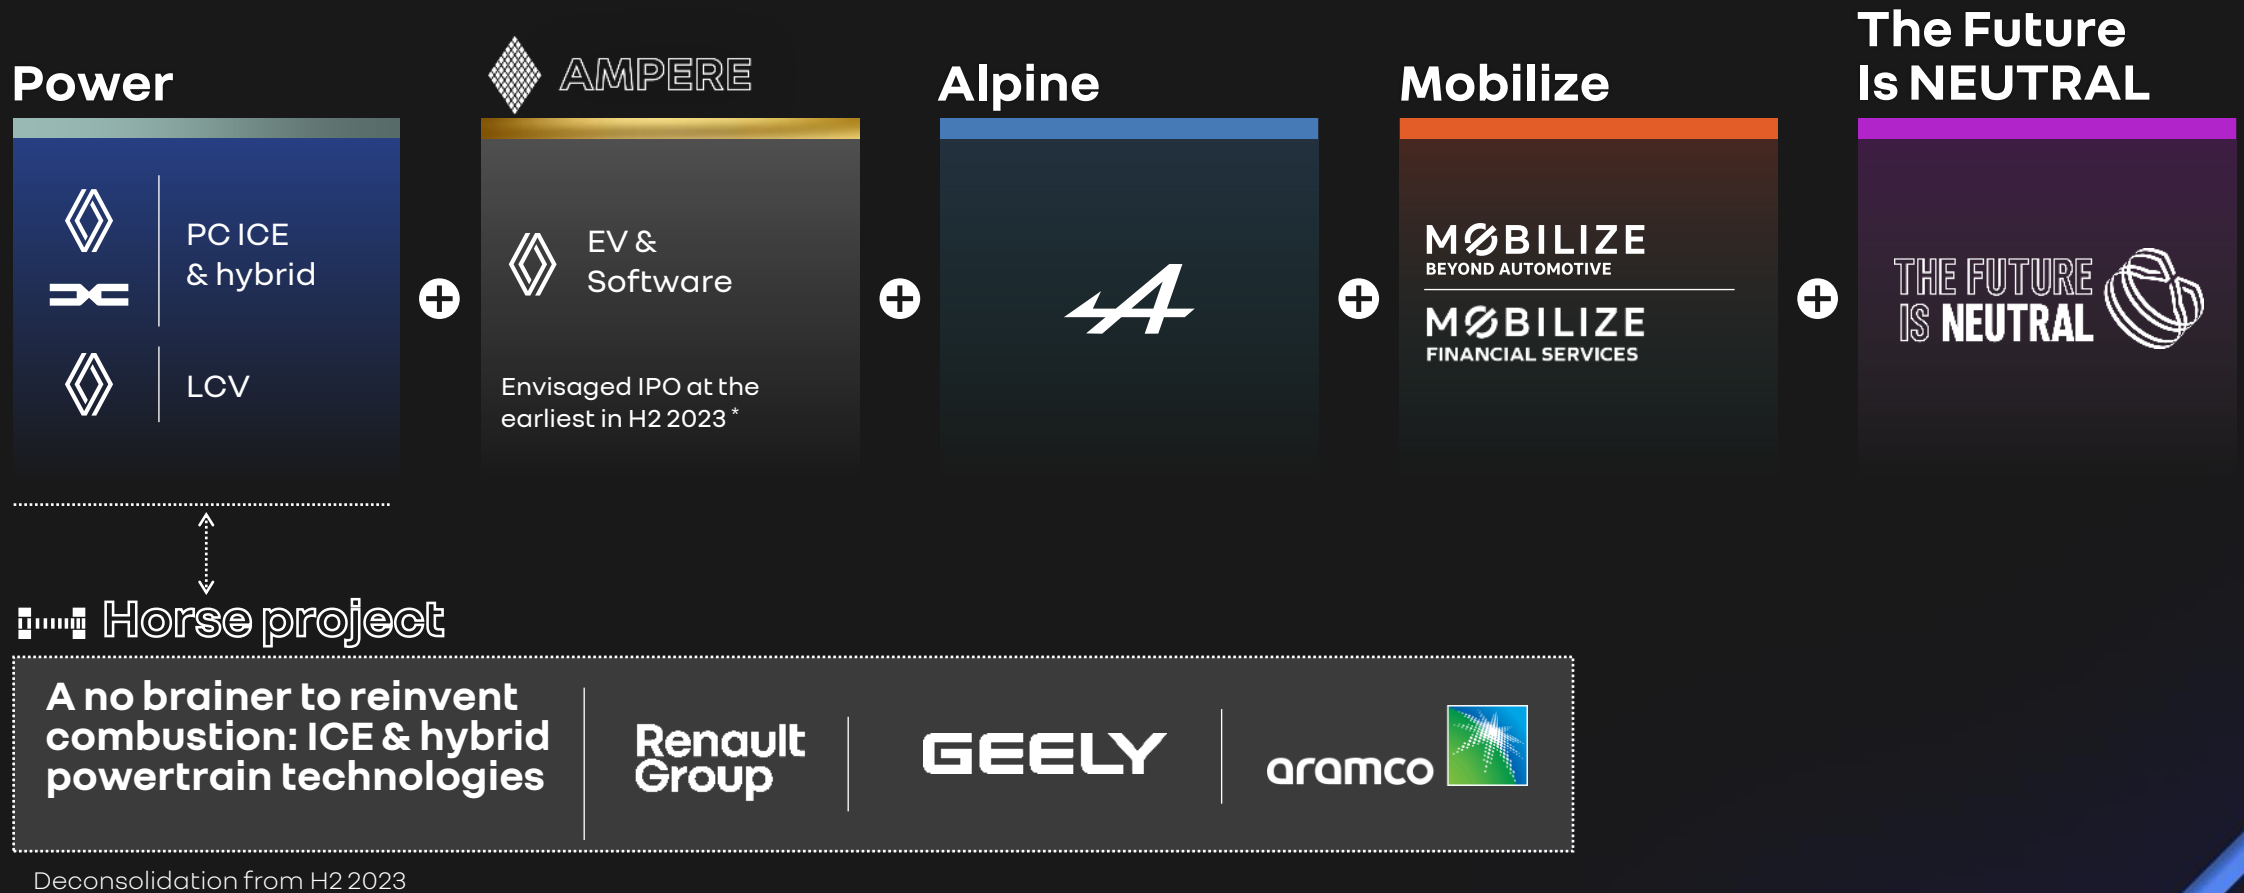 Power
PC ICE
& hybrid
LCV
AMPERE
EV &
Software
Envisaged IPO at the
earliest in H2 2023 *
Alpine
Mobilize
MOBILIZE
BEYOND AUTOMOTIVE
MOBILIZE
FINANCIAL SERVICES
The Future
Is NEUTRAL
THE FUTURE
IS NEUTRAL
Horse project
A no brainer to reinvent
combustion: ICE & hybrid
powertrain technologies
Renault
Group
GEELY
aramco
Deconsolidation from H2 2023